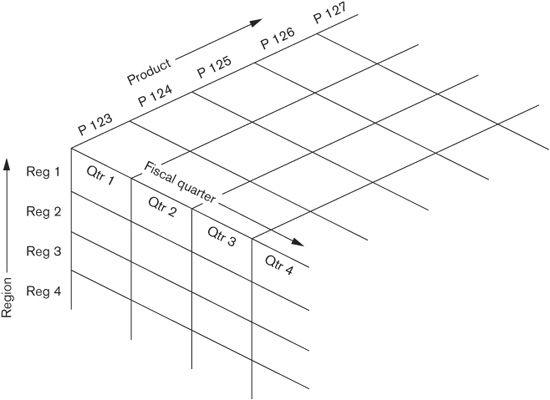 Product
P 123
P 124
P 125
P 126
P 127
Fiscal quarter
Qtr 1
Qtr 2
Qtr 3
Qtr 4
Region
Reg 1
Reg 2
Reg 3
Reg 4